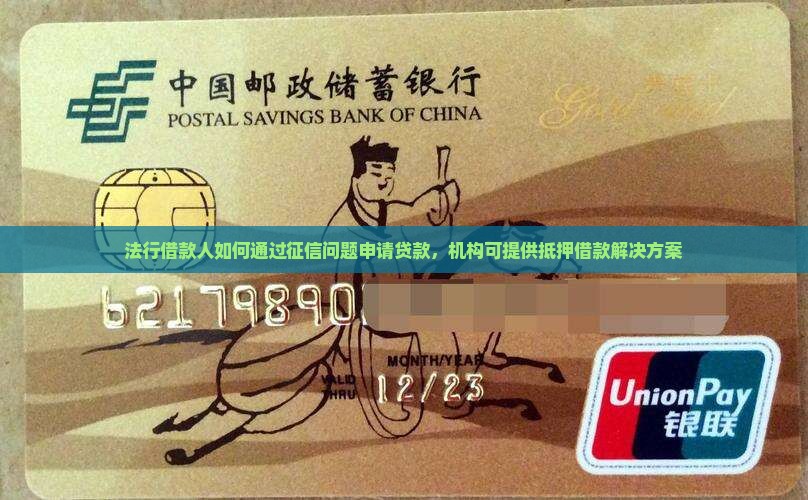 中国邮政储蓄银行
POSTAL SAVINGS BANK OF CHINA
法行借款人如何通过征信问题申请贷款，机构可提供抵押借款解决方案
62179890
MONTH/YEAR
VALID
THRU
12/23
UnionPay
银联